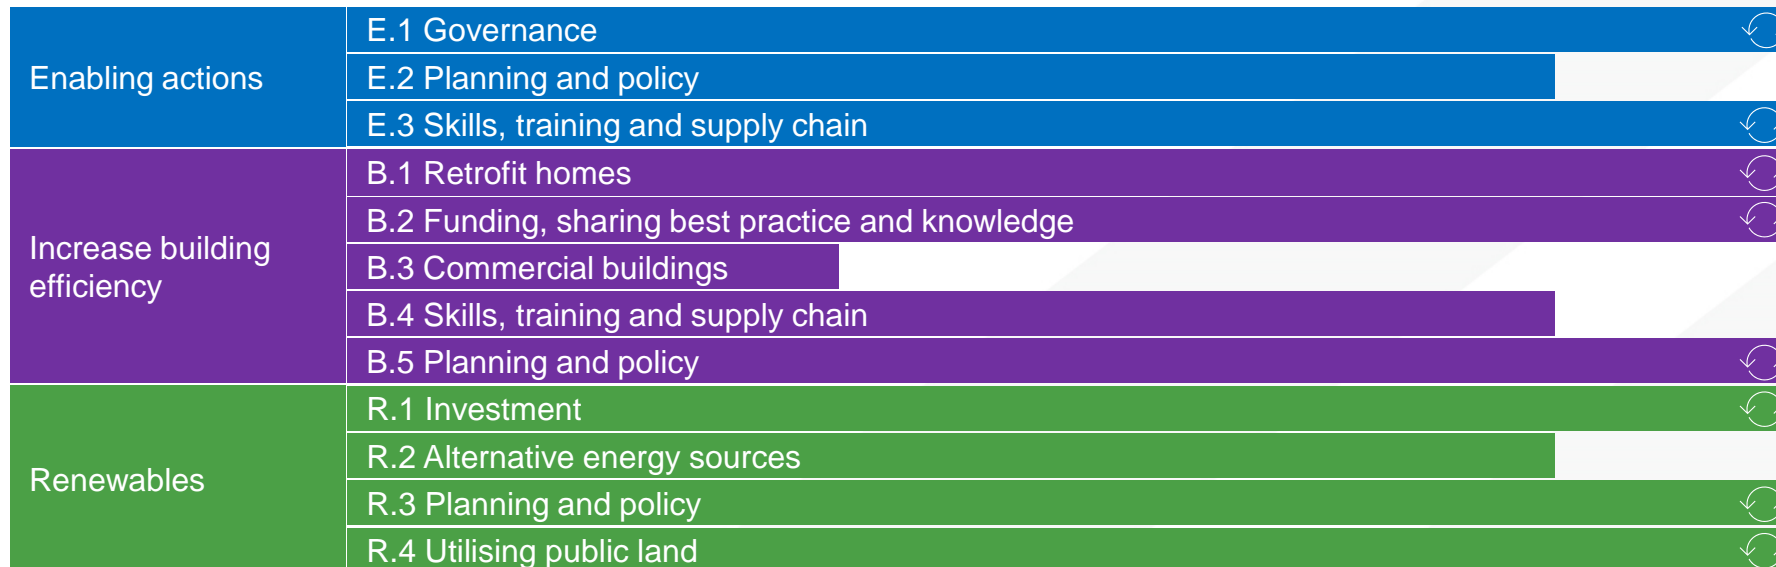 Enabling actions
E.1 Governance
E.2 Planning and policy
E.3 Skills, training and supply chain
Increase building
efficiency
B.1 Retrofit homes
B.2 Funding, sharing best practice and knowledge
B.3 Commercial buildings
B.4 Skills, training and supply chain
B.5 Planning and policy
Renewables
R.1 Investment
R.2 Alternative energy sources
R.3 Planning and policy
R.4 Utilising public land